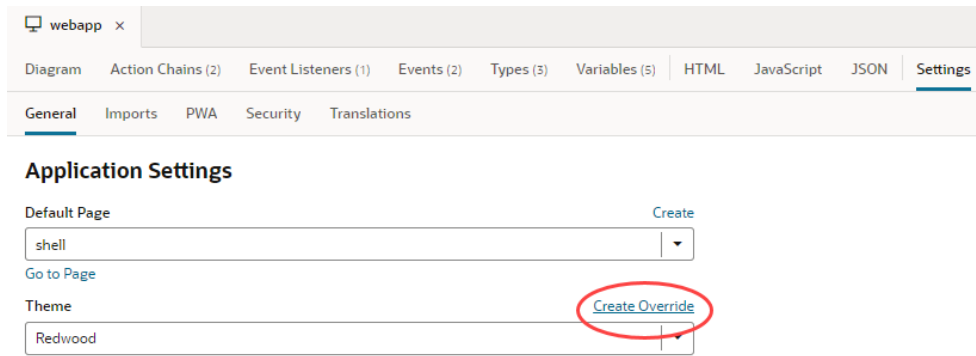 webapp ×
Diagram Action Chains (2) Event Listeners (1) Events (2) Types (3) Variables (5) HTML JavaScript JSON Settings
General Imports PWA Security Translations
Application Settings
Default Page Create
shell
Go to Page
Theme Create Override
Redwood